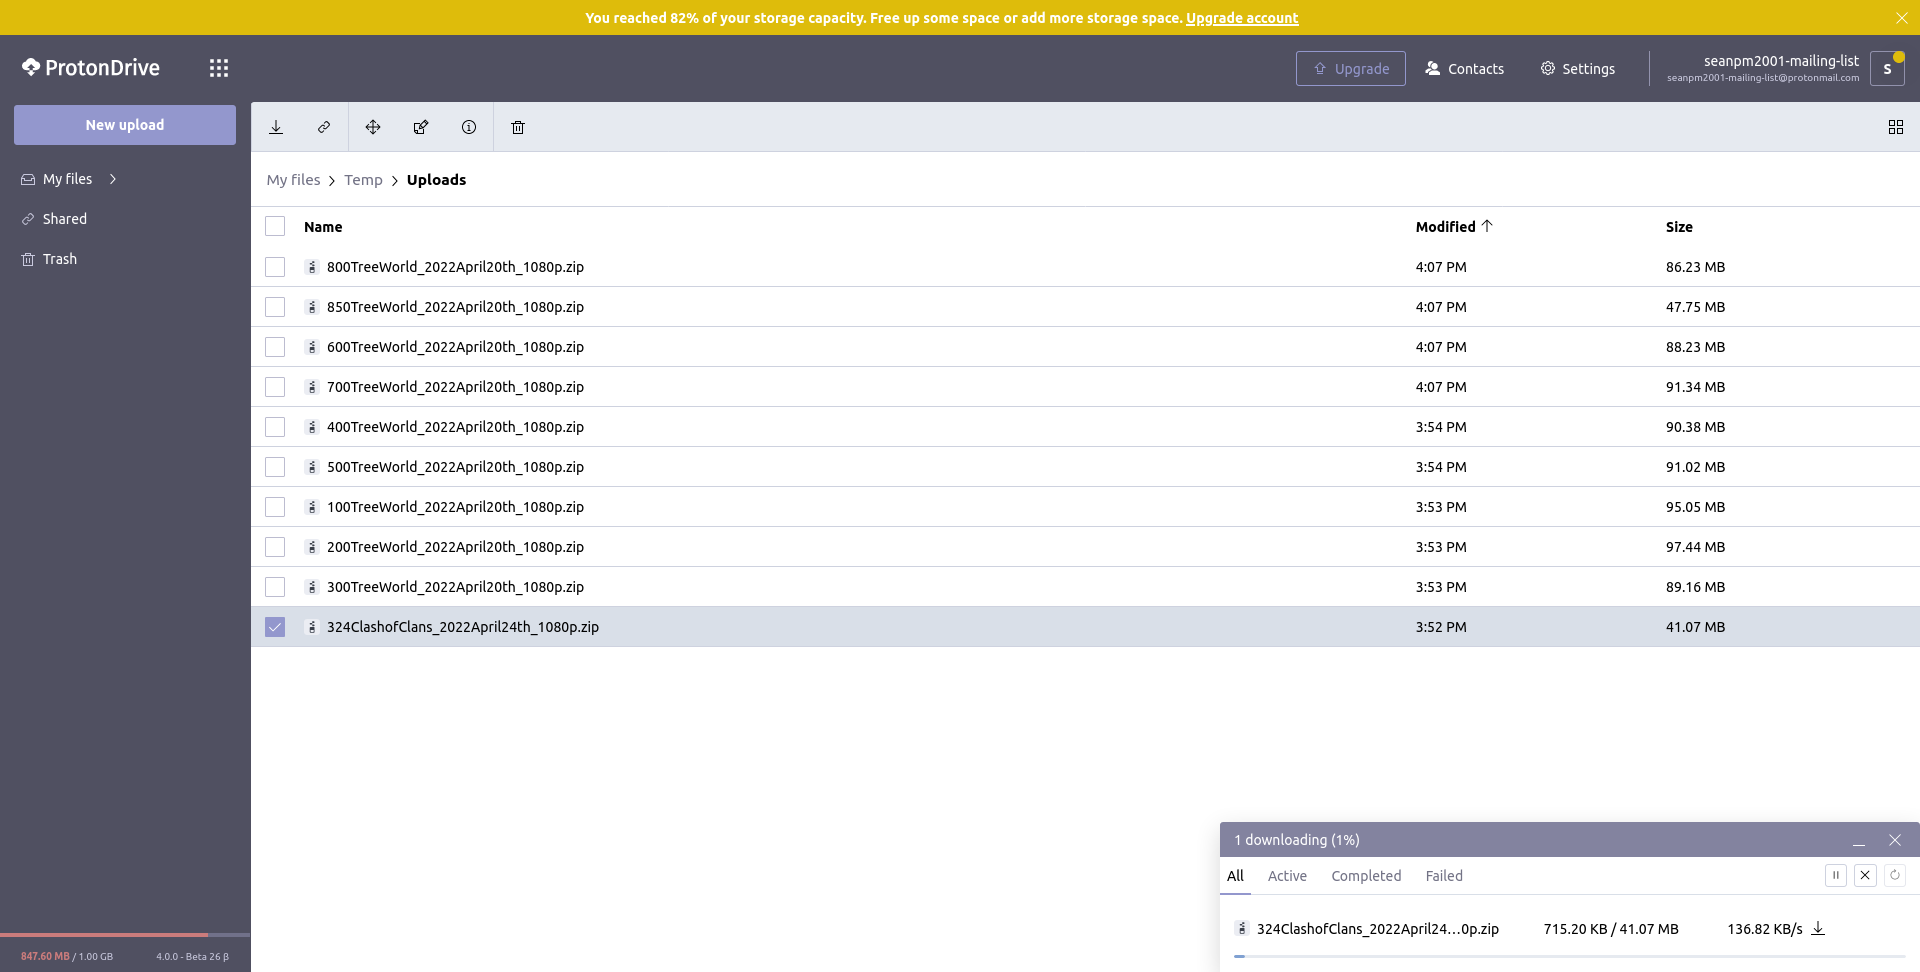 You reached 82% of your storage capacity. Free up some space or add more storage space. Upgrade account
ProtonDrive
Upgrade
Contacts
Settings
seanpm2001-mailing-list
seanpm2001-mailing-list@protonmail.com
S
New upload
My files
Shared
Trash
My files > Temp > Uploads
Name Modified Size
800TreeWorld_2022April20th_1080p.zip 4:07 PM 86.23 MB
850TreeWorld_2022April20th_1080p.zip 4:07 PM 47.75 MB
600TreeWorld_2022April20th_1080p.zip 4:07 PM 88.23 MB
700TreeWorld_2022April20th_1080p.zip 4:07 PM 91.34 MB
400TreeWorld_2022April20th_1080p.zip 3:54 PM 90.38 MB
500TreeWorld_2022April20th_1080p.zip 3:54 PM 91.02 MB
100TreeWorld_2022April20th_1080p.zip 3:53 PM 95.05 MB
200TreeWorld_2022April20th_1080p.zip 3:53 PM 97.44 MB
300TreeWorld_2022April20th_1080p.zip 3:53 PM 89.16 MB
324ClashofClans_2022April24th_1080p.zip 3:52 PM 41.07 MB
1 downloading (1%)
All Active Completed Failed
324ClashofClans_2022April24...0p.zip 715.20 KB / 41.07 MB 136.82 KB/s
847.60 MB / 1.00 GB 4.0.0 - Beta 26 β